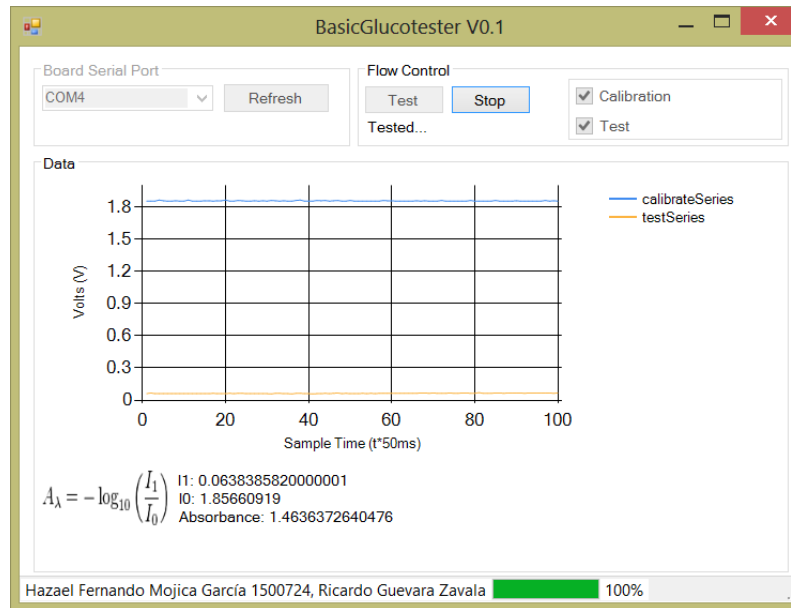 BasicGlucotester V0.1
Board Serial Port
COM4
Refresh
Flow Control
Test
Stop
Tested...
Calibration
Test
Data
1.8
1.5
1.2
0.9
0.6
0.3
0
Volts (V)
0 20 40 60 80 100
Sample Time (t*50ms)
calibrateSeries
testSeries
Aλ = −log₁₀(I₁/I₀)
I1: 0.0638385820000001
I0: 1.85660919
Absorbance: 1.4636372640476
Hazael Fernando Mojica García 1500724, Ricardo Guevara Zavala 100%